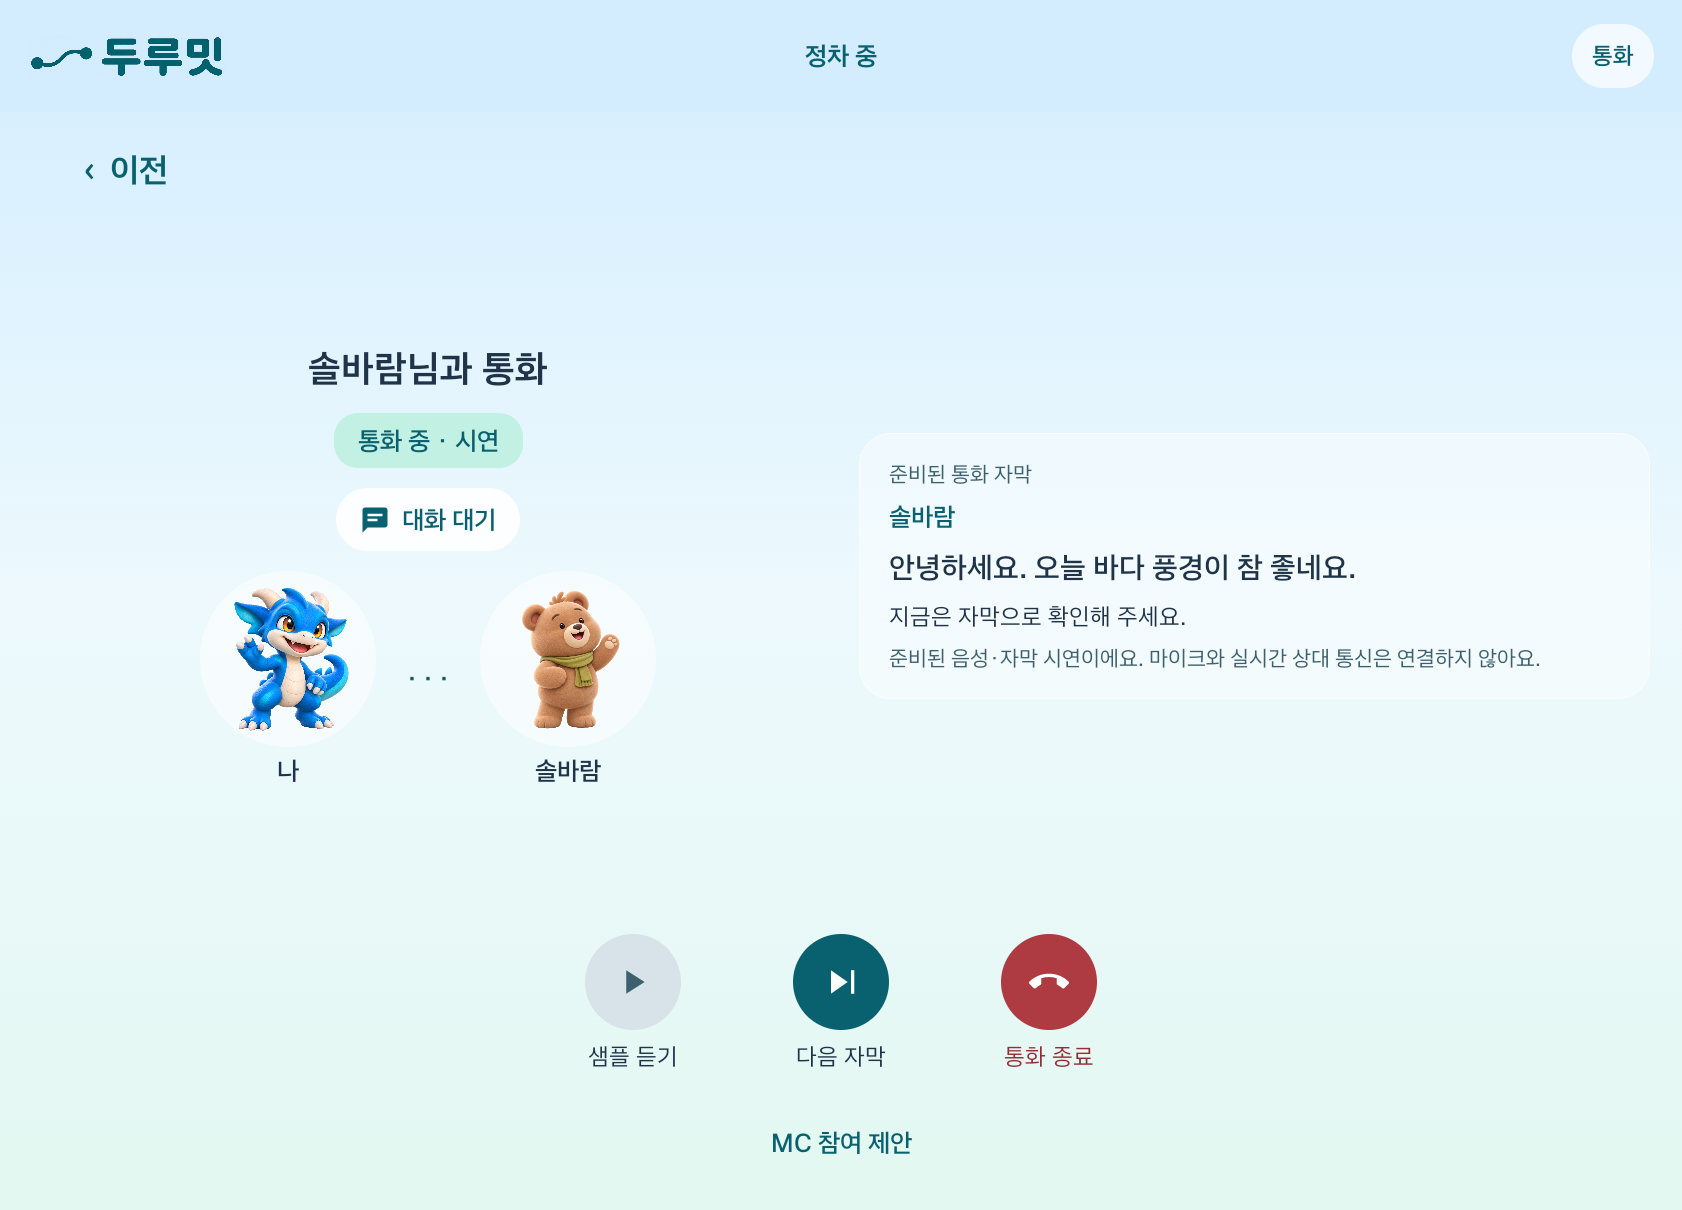 두루밋
정차 중
통화
‹ 이전
솔바람님과 통화
통화 중 · 시연
대화 대기
···
나
솔바람
준비된 통화 자막
솔바람
안녕하세요. 오늘 바다 풍경이 참 좋네요.
지금은 자막으로 확인해 주세요.
준비된 음성·자막 시연이에요. 마이크와 실시간 상대 통신은 연결하지 않아요.
샘플 듣기
다음 자막
통화 종료
MC 참여 제안